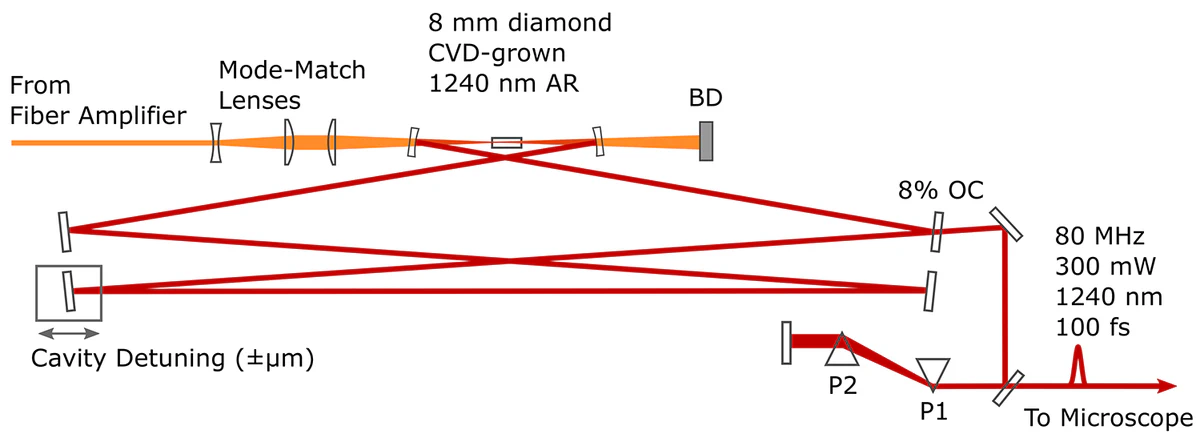 8 mm diamond
CVD-grown
1240 nm AR
From
Fiber Amplifier
Mode-Match
Lenses
BD
8% OC
80 MHz
300 mW
1240 nm
100 fs
Cavity Detuning (±μm)
P2
P1
To Microscope